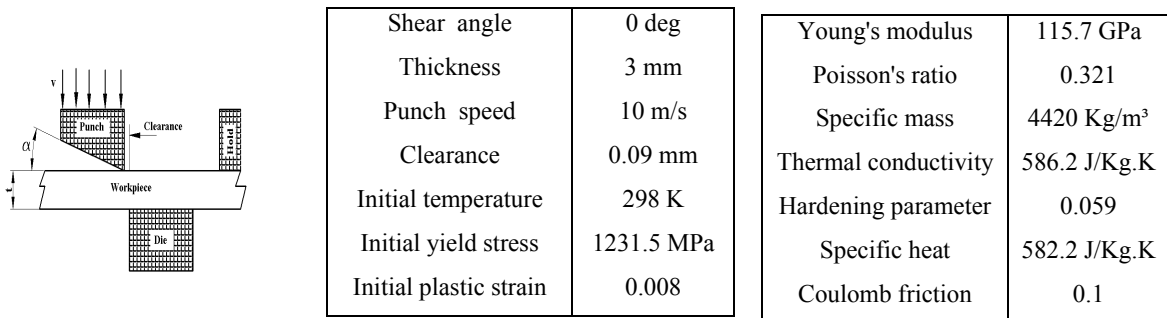 v
Punch
Clearance
Hold
α
Workpiece
t
Die
Shear angle 0 deg
Thickness 3 mm
Punch speed 10 m/s
Clearance 0.09 mm
Initial temperature 298 K
Initial yield stress 1231.5 MPa
Initial plastic strain 0.008
Young's modulus 115.7 GPa
Poisson's ratio 0.321
Specific mass 4420 Kg/m³
Thermal conductivity 586.2 J/Kg.K
Hardening parameter 0.059
Specific heat 582.2 J/Kg.K
Coulomb friction 0.1